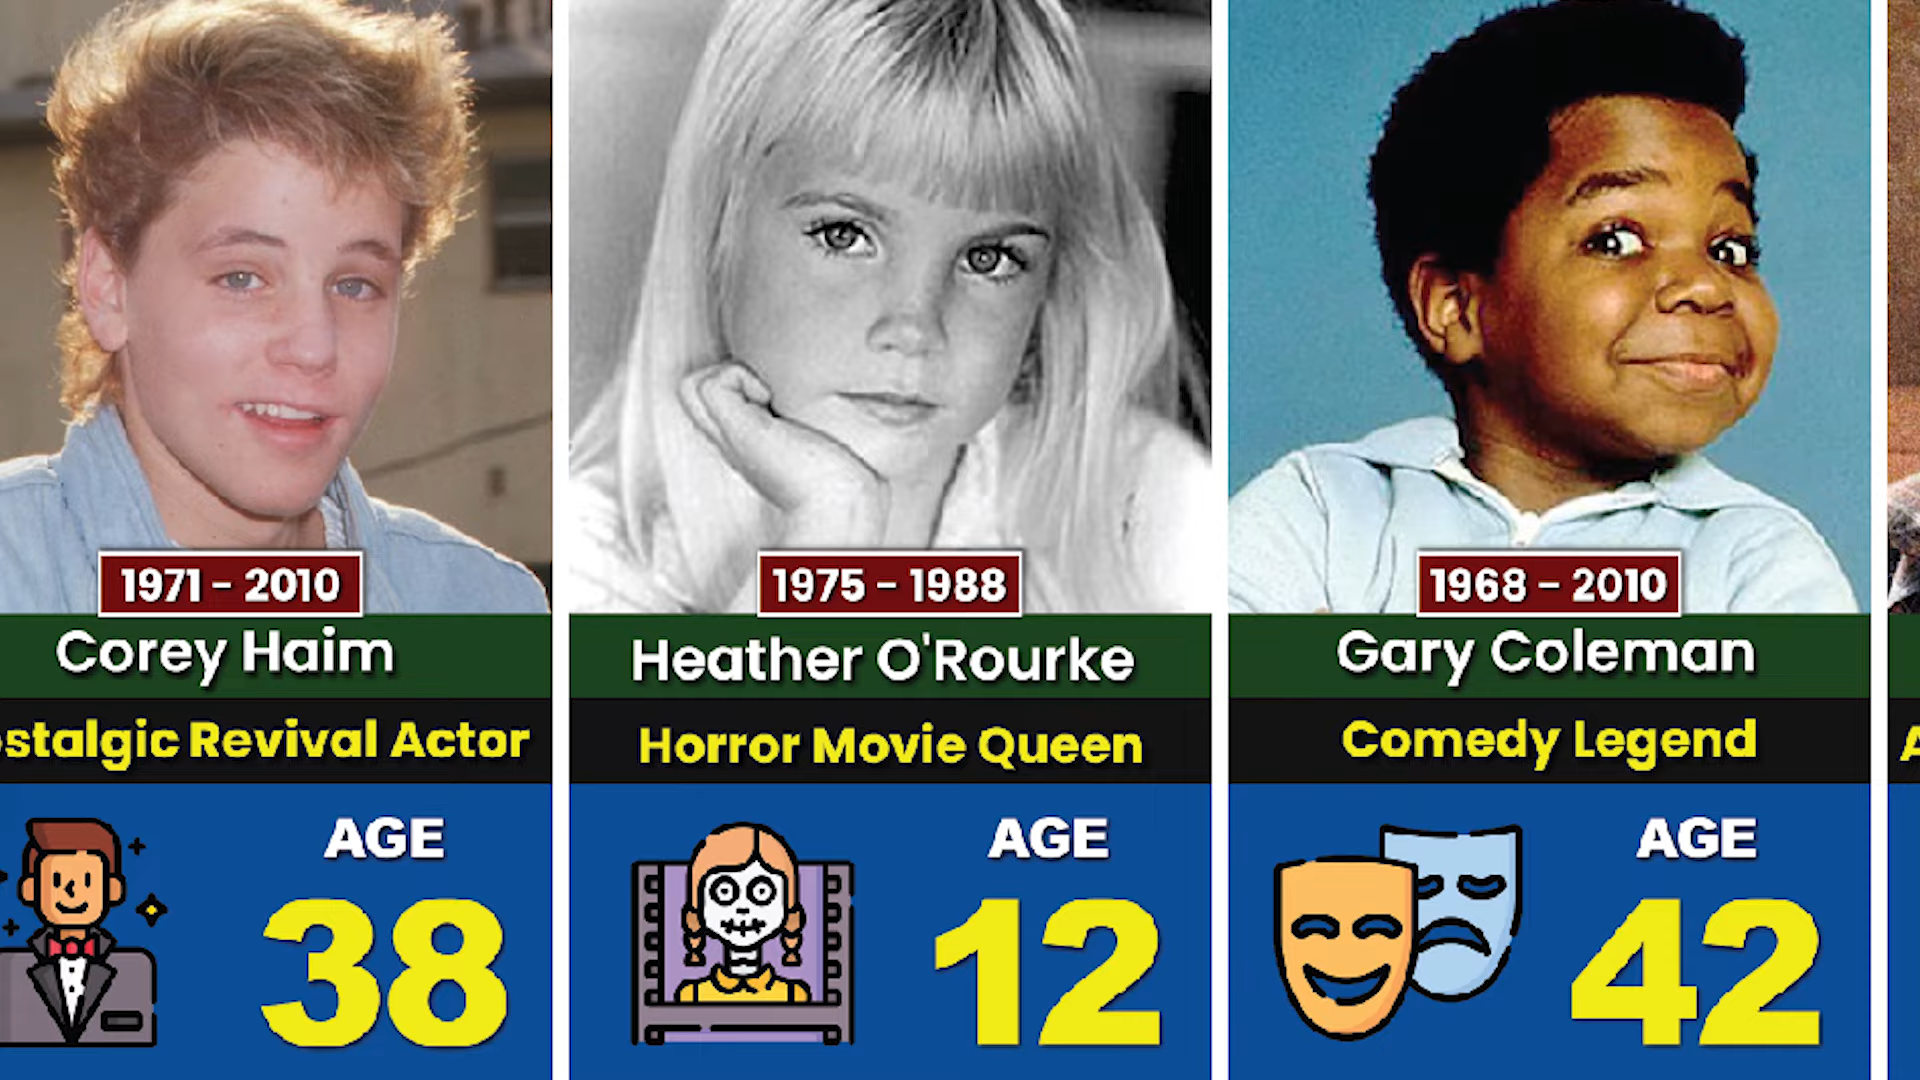 1971 - 2010
Corey Haim
stalgic Revival Actor
AGE
38
1975 - 1988
Heather O'Rourke
Horror Movie Queen
AGE
12
1968 - 2010
Gary Coleman
Comedy Legend
AGE
42
A